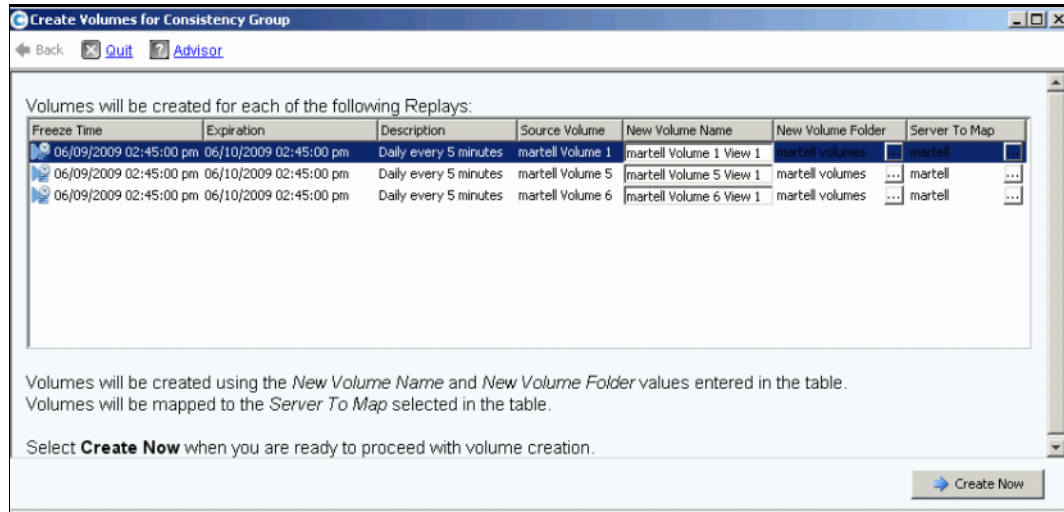 Create Volumes for Consistency Group
Back Quit ? Advisor
Volumes will be created for each of the following Replays:
Freeze Time Expiration Description Source Volume New Volume Name New Volume Folder Server To Map
06/09/2009 02:45:00 pm 06/10/2009 02:45:00 pm Daily every 5 minutes martell Volume 1 martell Volume 1 View 1 martell volumes ... martell ...
06/09/2009 02:45:00 pm 06/10/2009 02:45:00 pm Daily every 5 minutes martell Volume 5 martell Volume 5 View 1 martell volumes ... martell ...
06/09/2009 02:45:00 pm 06/10/2009 02:45:00 pm Daily every 5 minutes martell Volume 6 martell Volume 6 View 1 martell volumes ... martell ...
Volumes will be created using the New Volume Name and New Volume Folder values entered in the table.
Volumes will be mapped to the Server To Map selected in the table.
Select Create Now when you are ready to proceed with volume creation.
Create Now